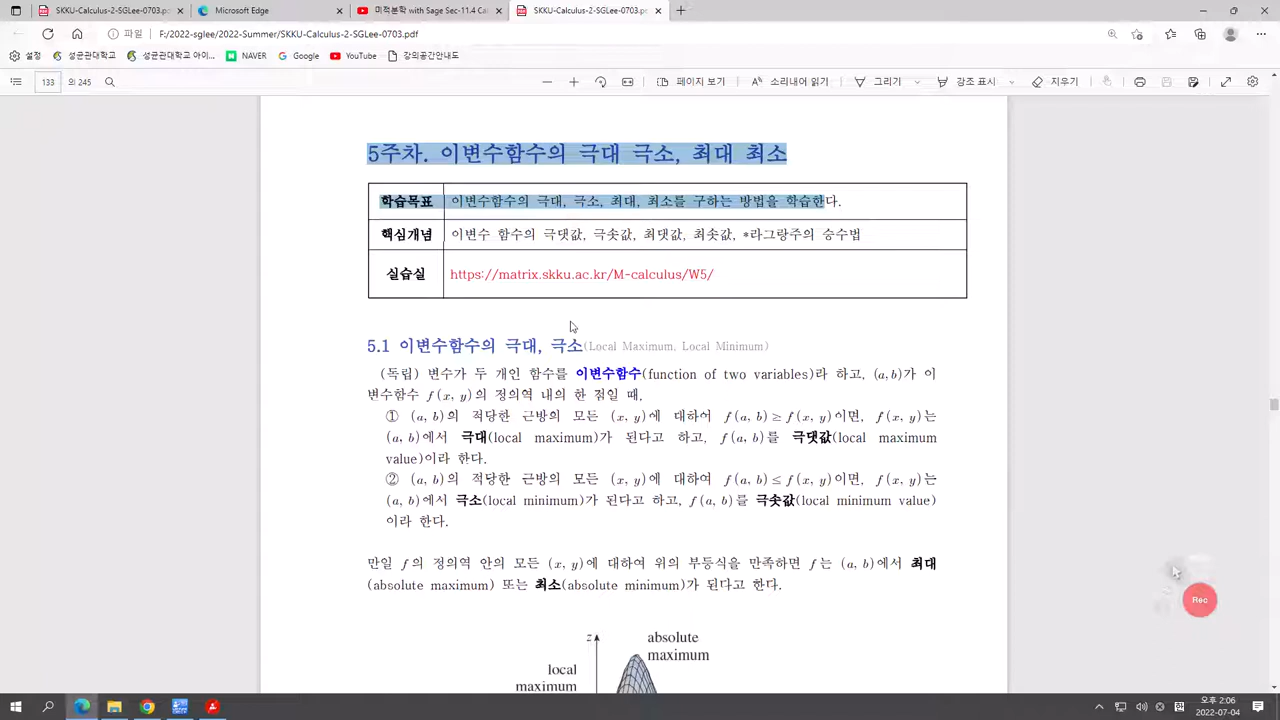 SKKU-Calculus-2-SGLee-0703.pdf
Microsoft Edge
미적분학 with Sage Sec-11.4 Cal
SKKU-Calculus-2-SGLee-0703.pdf
파일
F:/2022-sglee/2022-Summer/SKKU-Calculus-2-SGLee-0703.pdf
설정
성균관대학교
성균관대학교 아이...
NAVER
Google
YouTube
강의공간안내도
133 의 245
페이지 보기
소리내어 읽기
그리기
강조 표시
지우기
5주차. 이변수함수의 극대 극소, 최대 최소
학습목표 이변수함수의 극대, 극소, 최대, 최소를 구하는 방법을 학습한다.
핵심개념 이변수 함수의 극댓값, 극솟값, 최댓값, 최솟값, *라그랑주의 승수법
실습실 https://matrix.skku.ac.kr/M-calculus/W5/
5.1 이변수함수의 극대, 극소(Local Maximum, Local Minimum)
(독립) 변수가 두 개인 함수를 이변수함수(function of two variables)라 하고, (a, b)가 이
변수함수 f(x, y)의 정의역 내의 한 점일 때,
① (a, b)의 적당한 근방의 모든 (x, y)에 대하여 f(a, b) ≥ f(x, y)이면, f(x, y)는
(a, b)에서 극대(local maximum)가 된다고 하고, f(a, b)를 극댓값(local maximum
value)이라 한다.
② (a, b)의 적당한 근방의 모든 (x, y)에 대하여 f(a, b) ≤ f(x, y)이면, f(x, y)는
(a, b)에서 극소(local minimum)가 된다고 하고, f(a, b)를 극솟값(local minimum value)
이라 한다.
만일 f의 정의역 안의 모든 (x, y)에 대하여 위의 부등식을 만족하면 f는 (a, b)에서 최대
(absolute maximum) 또는 최소(absolute minimum)가 된다고 한다.
z
absolute
maximum
local
maximum
Rec
오후 2:06
2022-07-04